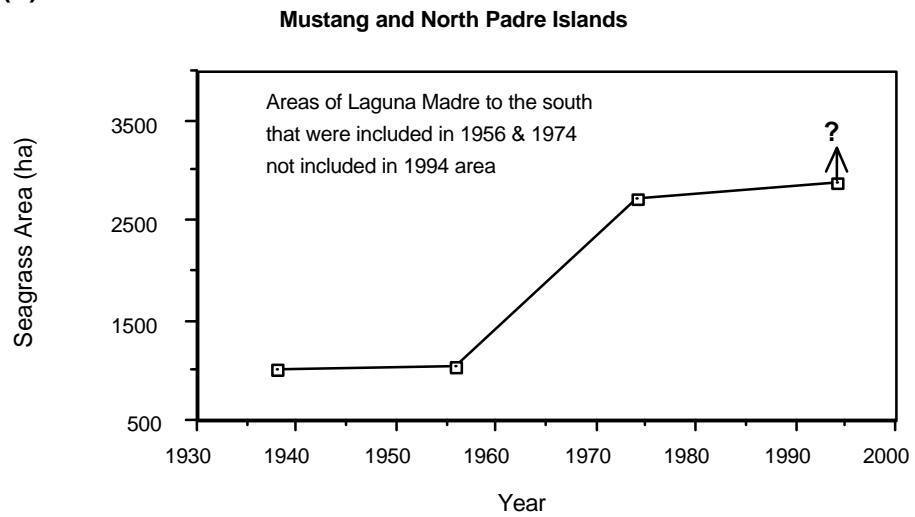 Mustang and North Padre Islands
Areas of Laguna Madre to the south
that were included in 1956 & 1974
not included in 1994 area
?
Seagrass Area (ha)
3500
2500
1500
500
1930 1940 1950 1960 1970 1980 1990 2000
Year